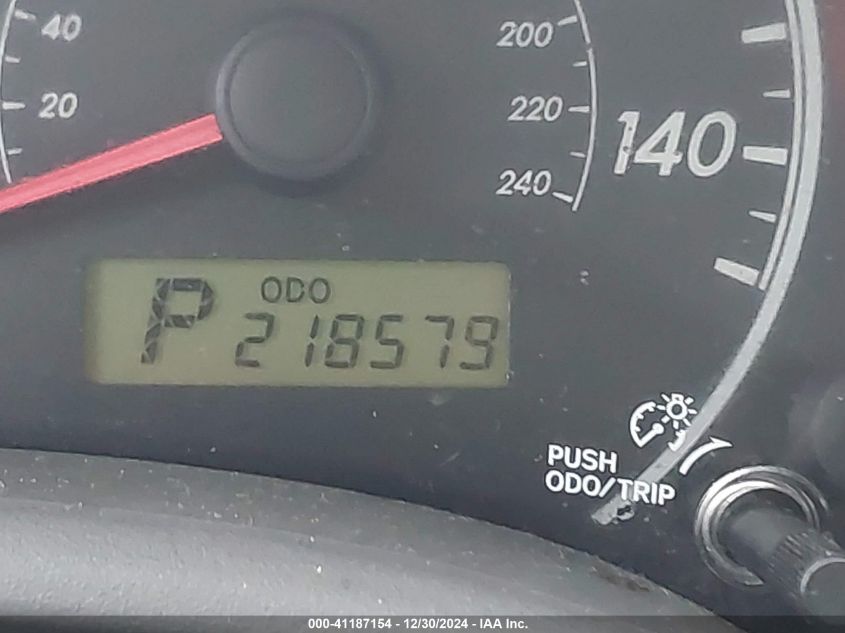 40
20
200
220
240
140
ODO
P 218579
PUSH
ODO/TRIP
000-41187154 - 12/30/2024 - IAA Inc.